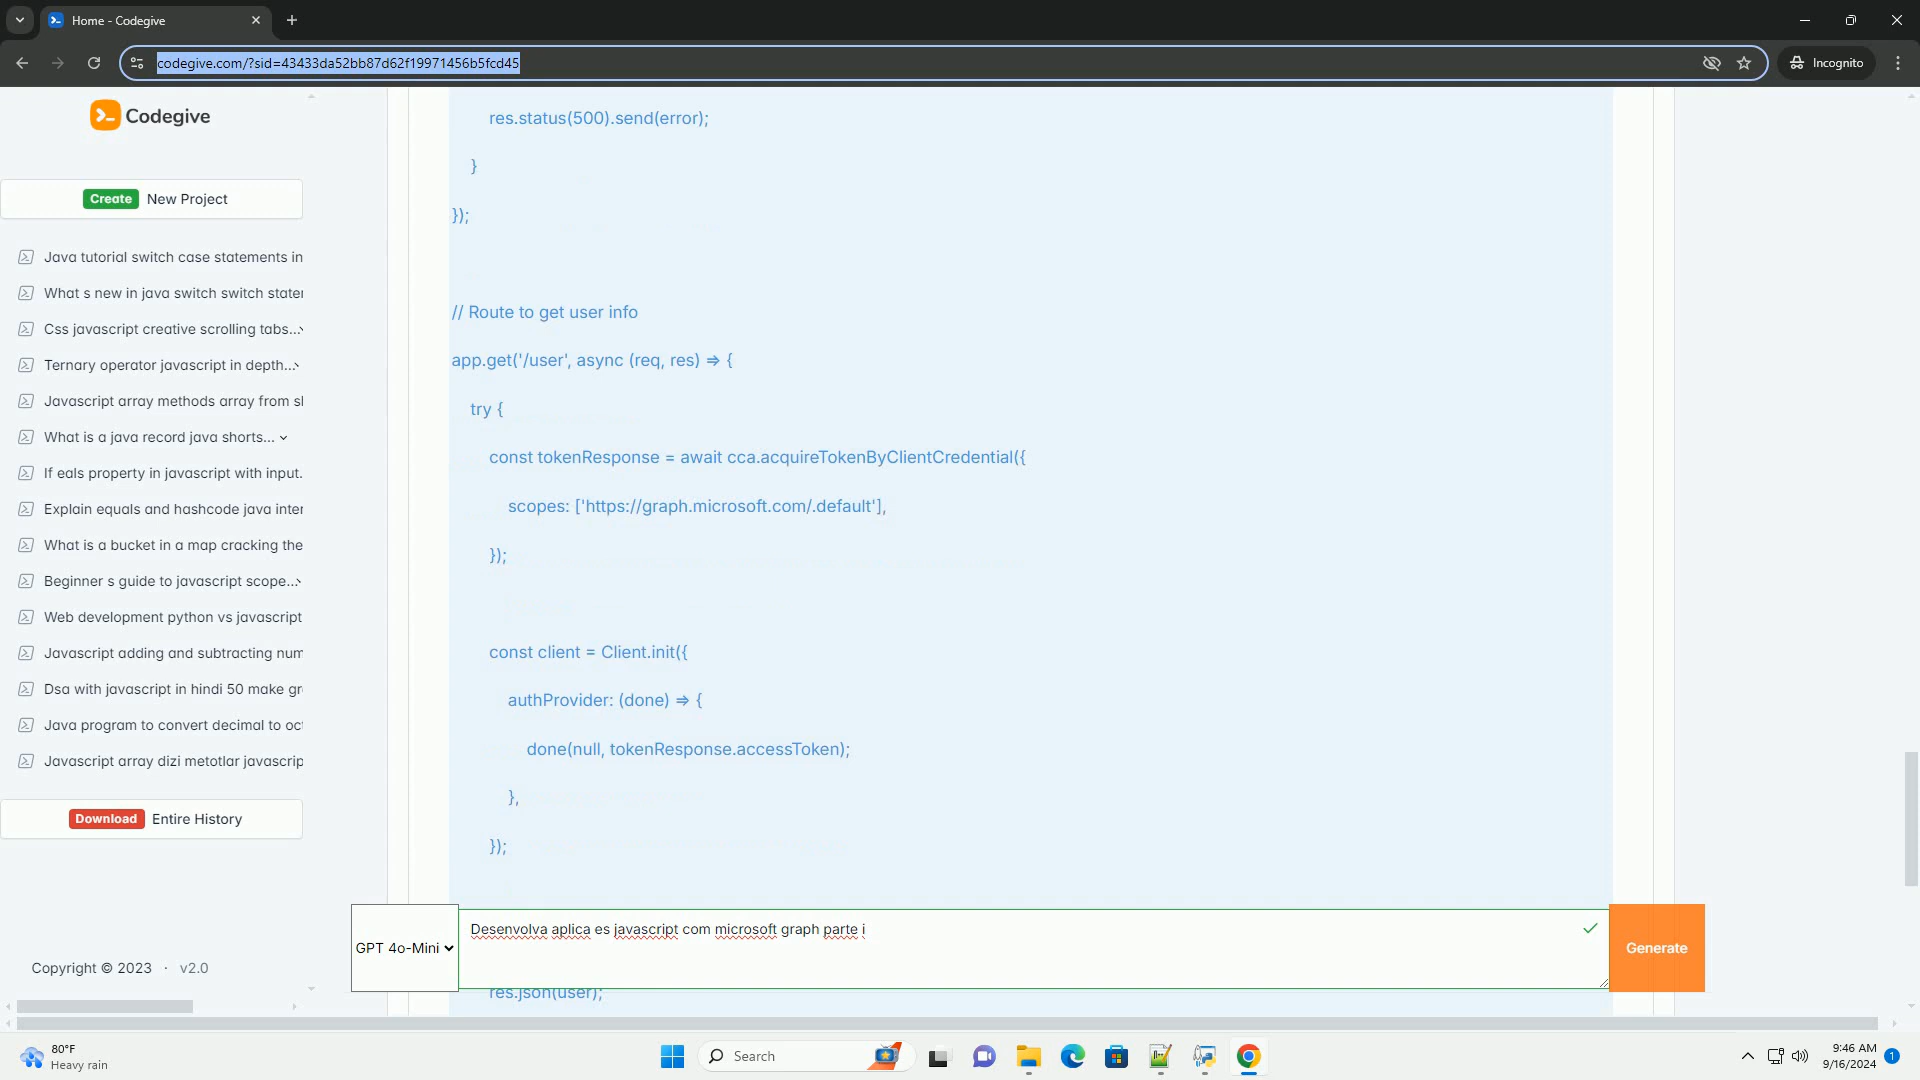 Home - Codegive
codegive.com/?sid=43433da52bb87d62f19971456b5fcd45
Incognito
Codegive
Create New Project
Java tutorial switch case statements in
What s new in java switch switch stater
Css javascript creative scrolling tabs...
Ternary operator javascript in depth...
Javascript array methods array from sl
What is a java record java shorts...
If eals property in javascript with input.
Explain equals and hashcode java inter
What is a bucket in a map cracking the
Beginner s guide to javascript scope...
Web development python vs javascript
Javascript adding and subtracting num
Dsa with javascript in hindi 50 make gr
Java program to convert decimal to oct
Javascript array dizi metotlar javascrip
Download Entire History
Copyright © 2023 · v2.0
res.status(500).send(error);
}
});
// Route to get user info
app.get('/user', async (req, res) => {
try {
const tokenResponse = await cca.acquireTokenByClientCredential({
scopes: ['https://graph.microsoft.com/.default'],
});
const client = Client.init({
authProvider: (done) => {
done(null, tokenResponse.accessToken);
},
});
GPT 4o-Mini
Desenvolva aplica es javascript com microsoft graph parte i
Generate
res.json(user);
80°F
Heavy rain
Search
9:46 AM
9/16/2024
1